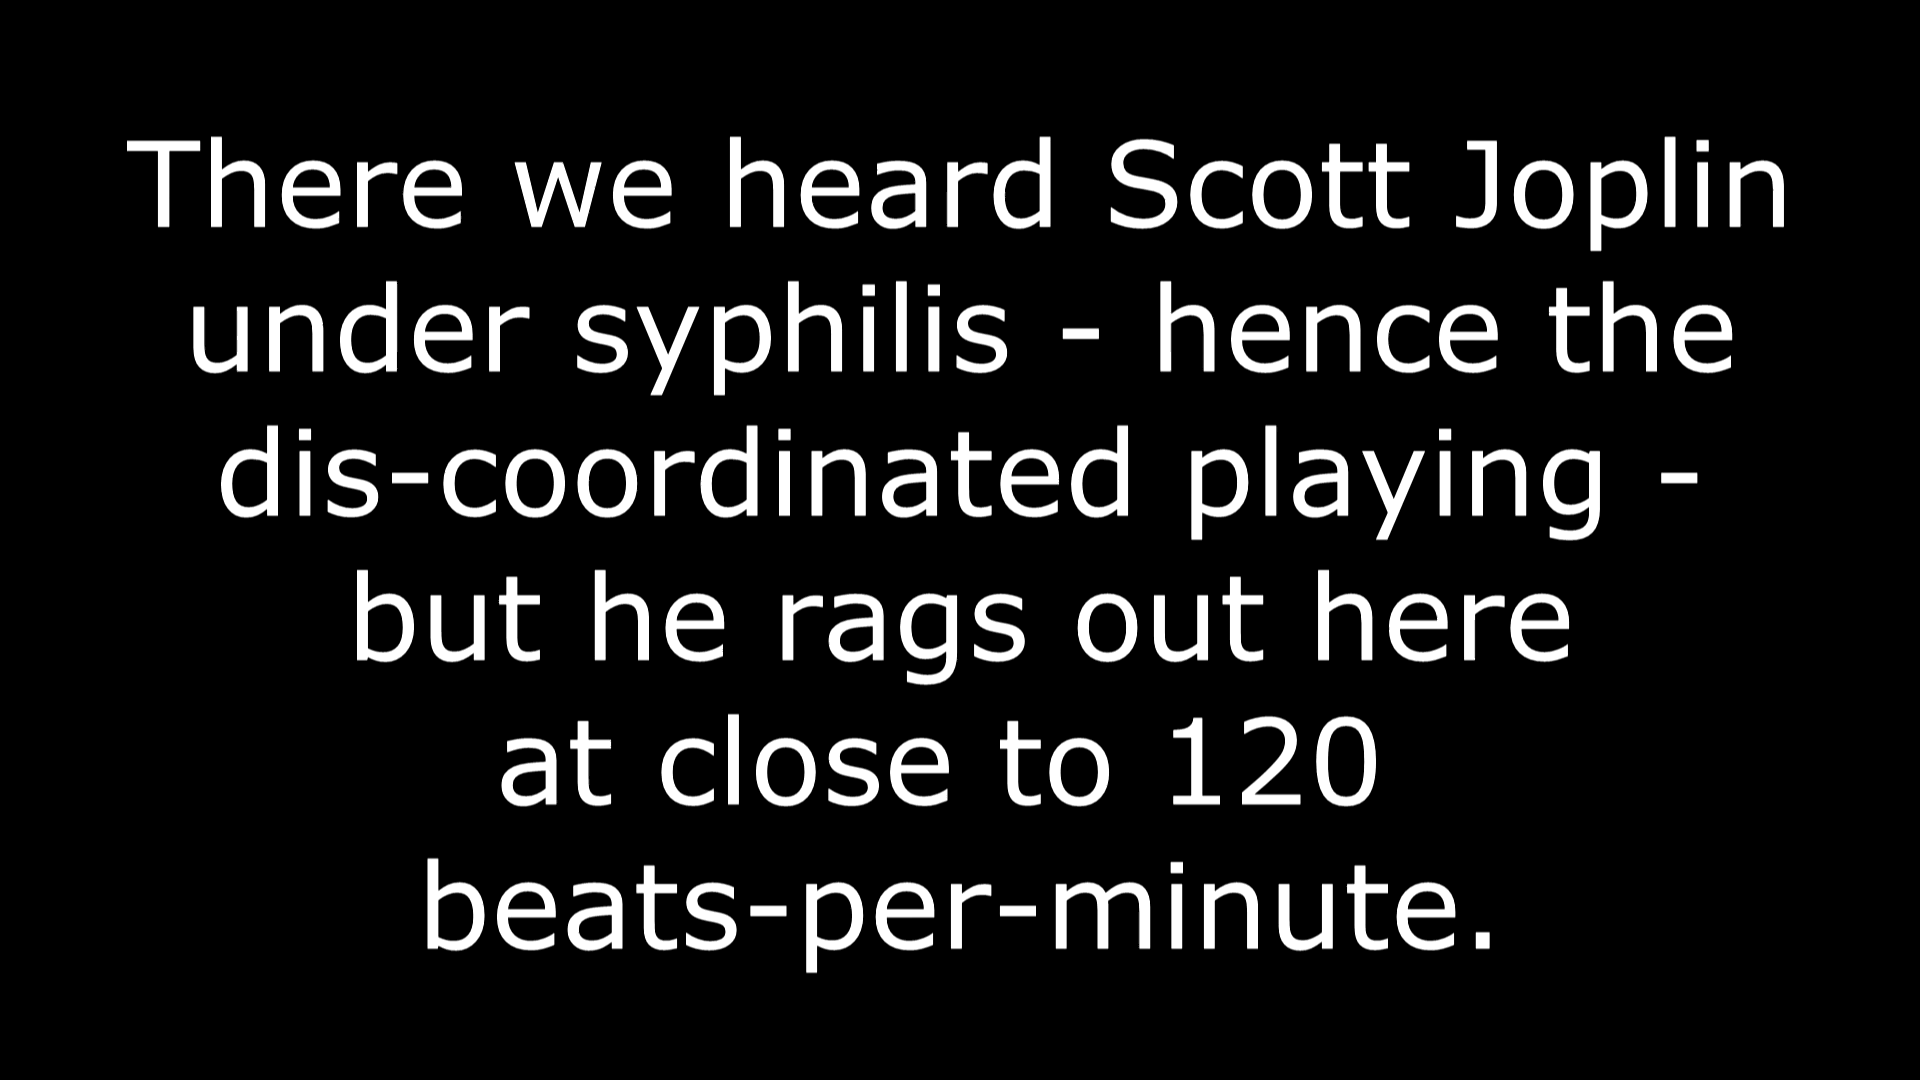 There we heard Scott Joplin
under syphilis - hence the
dis-coordinated playing -
but he rags out here
at close to 120
beats-per-minute.